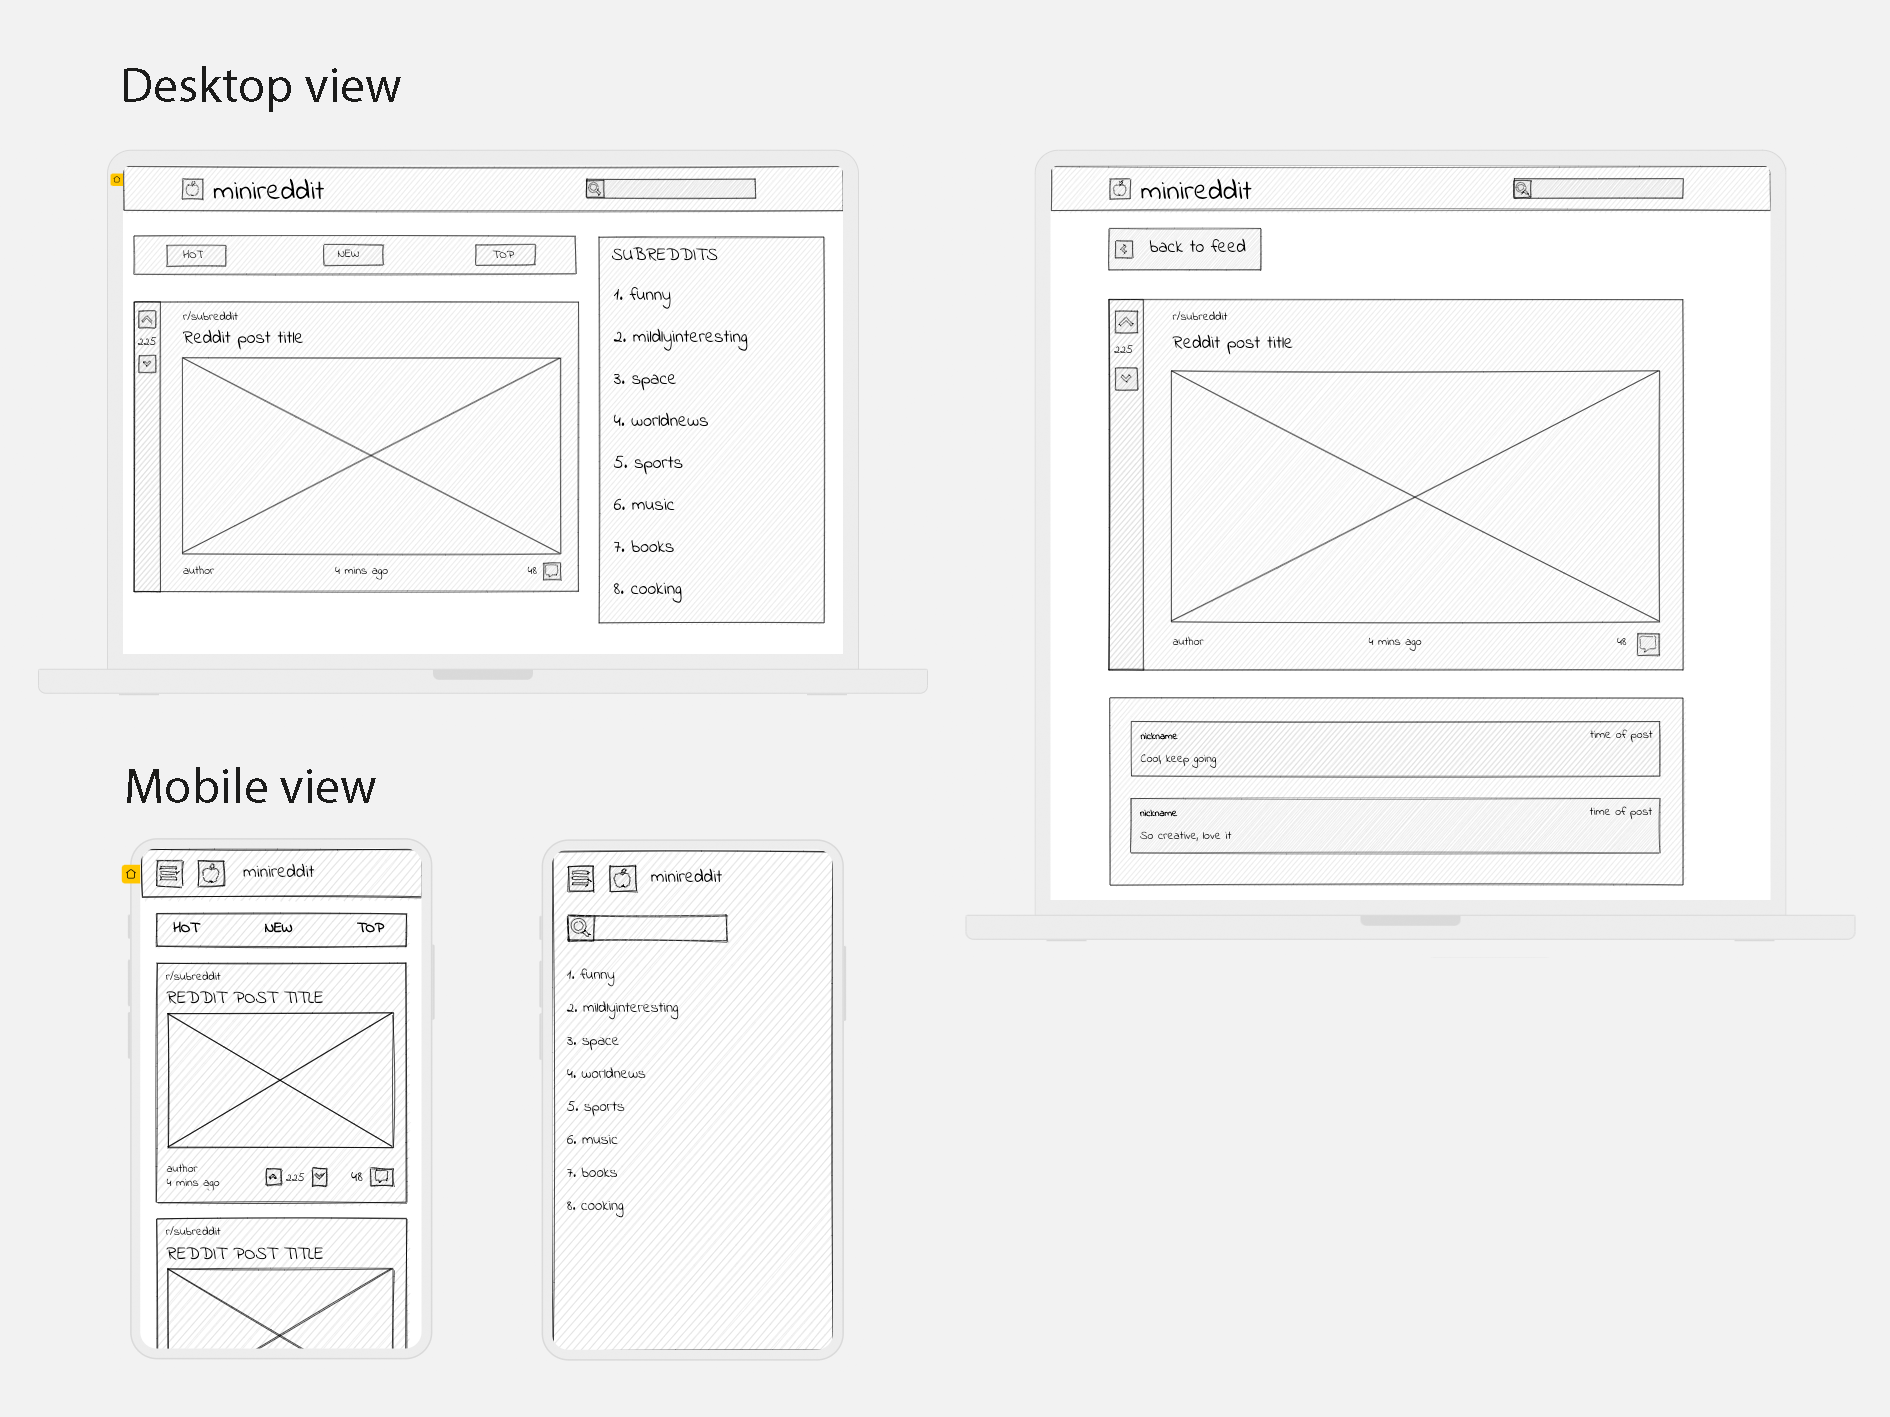 Desktop view
minireddit
HOT NEW TOP
r/subreddit
Reddit post title
225
author 4 mins ago 48
SUBREDDITS
1. funny
2. mildlyinteresting
3. space
4. worldnews
5. sports
6. music
7. books
8. cooking
minireddit
back to feed
r/subreddit
Reddit post title
225
author 4 mins ago 48
nickname time of post
Cool, keep going
nickname time of post
So creative, love it
Mobile view
minireddit
HOT NEW TOP
r/subreddit
REDDIT POST TITLE
author
4 mins ago 225 48
r/subreddit
REDDIT POST TITLE
minireddit
1. funny
2. mildlyinteresting
3. space
4. worldnews
5. sports
6. music
7. books
8. cooking